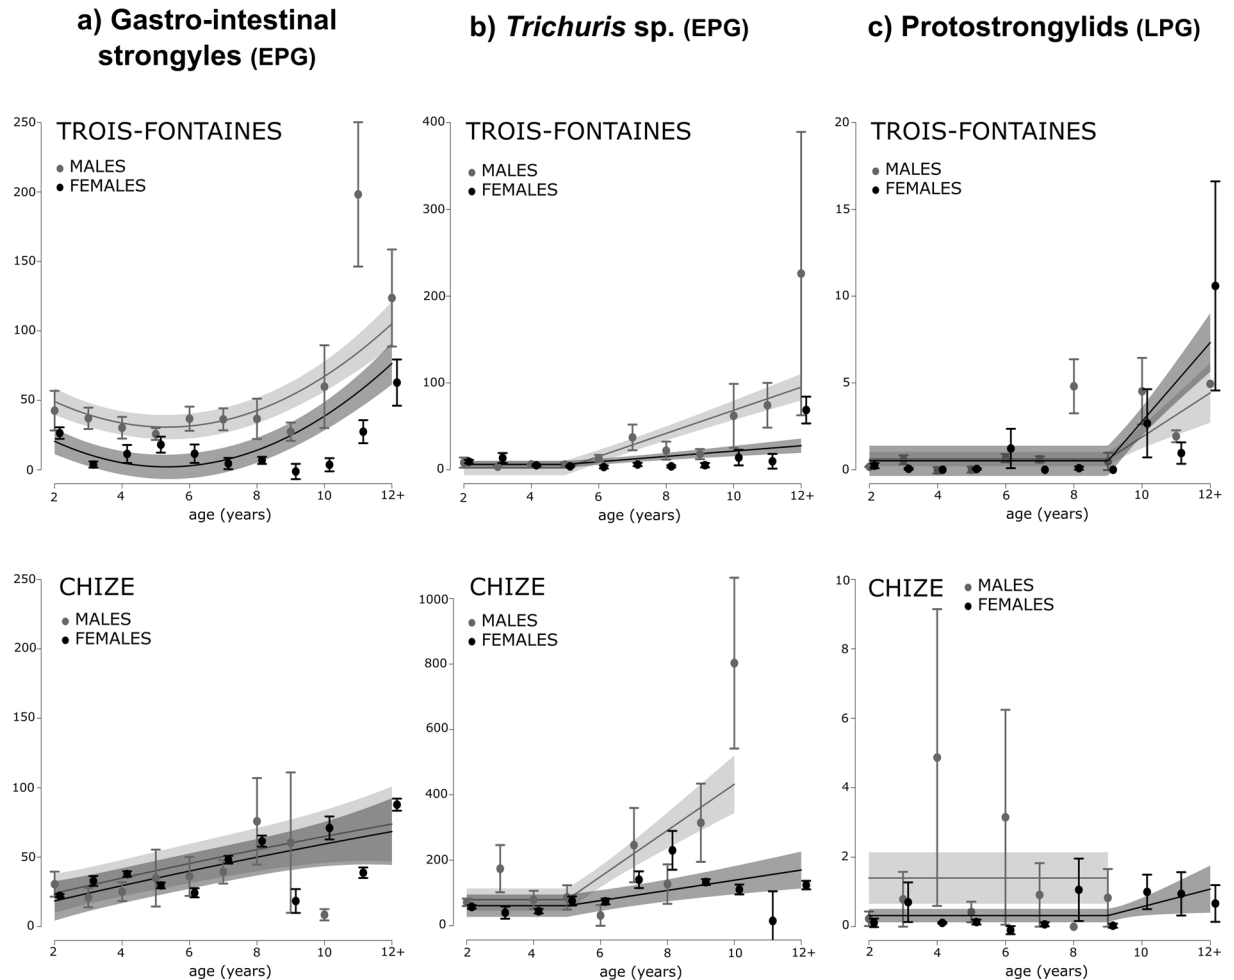 a) Gastro-intestinal
strongyles (EPG)
b) Trichuris sp. (EPG)
c) Protostrongylids (LPG)
TROIS-FONTAINES
MALES
FEMALES
250
200
150
100
50
0
2 4 6 8 10 12+
age (years)
TROIS-FONTAINES
MALES
FEMALES
400
300
200
100
0
2 4 6 8 10 12+
age (years)
TROIS-FONTAINES
MALES
FEMALES
20
15
10
5
0
2 4 6 8 10 12+
age (years)
CHIZE
MALES
FEMALES
250
200
150
100
50
0
2 4 6 8 10 12+
age (years)
CHIZE
MALES
FEMALES
1000
800
600
400
200
0
2 4 6 8 10 12+
age (years)
CHIZE
MALES
FEMALES
10
8
6
4
2
0
2 4 6 8 10 12+
age (years)